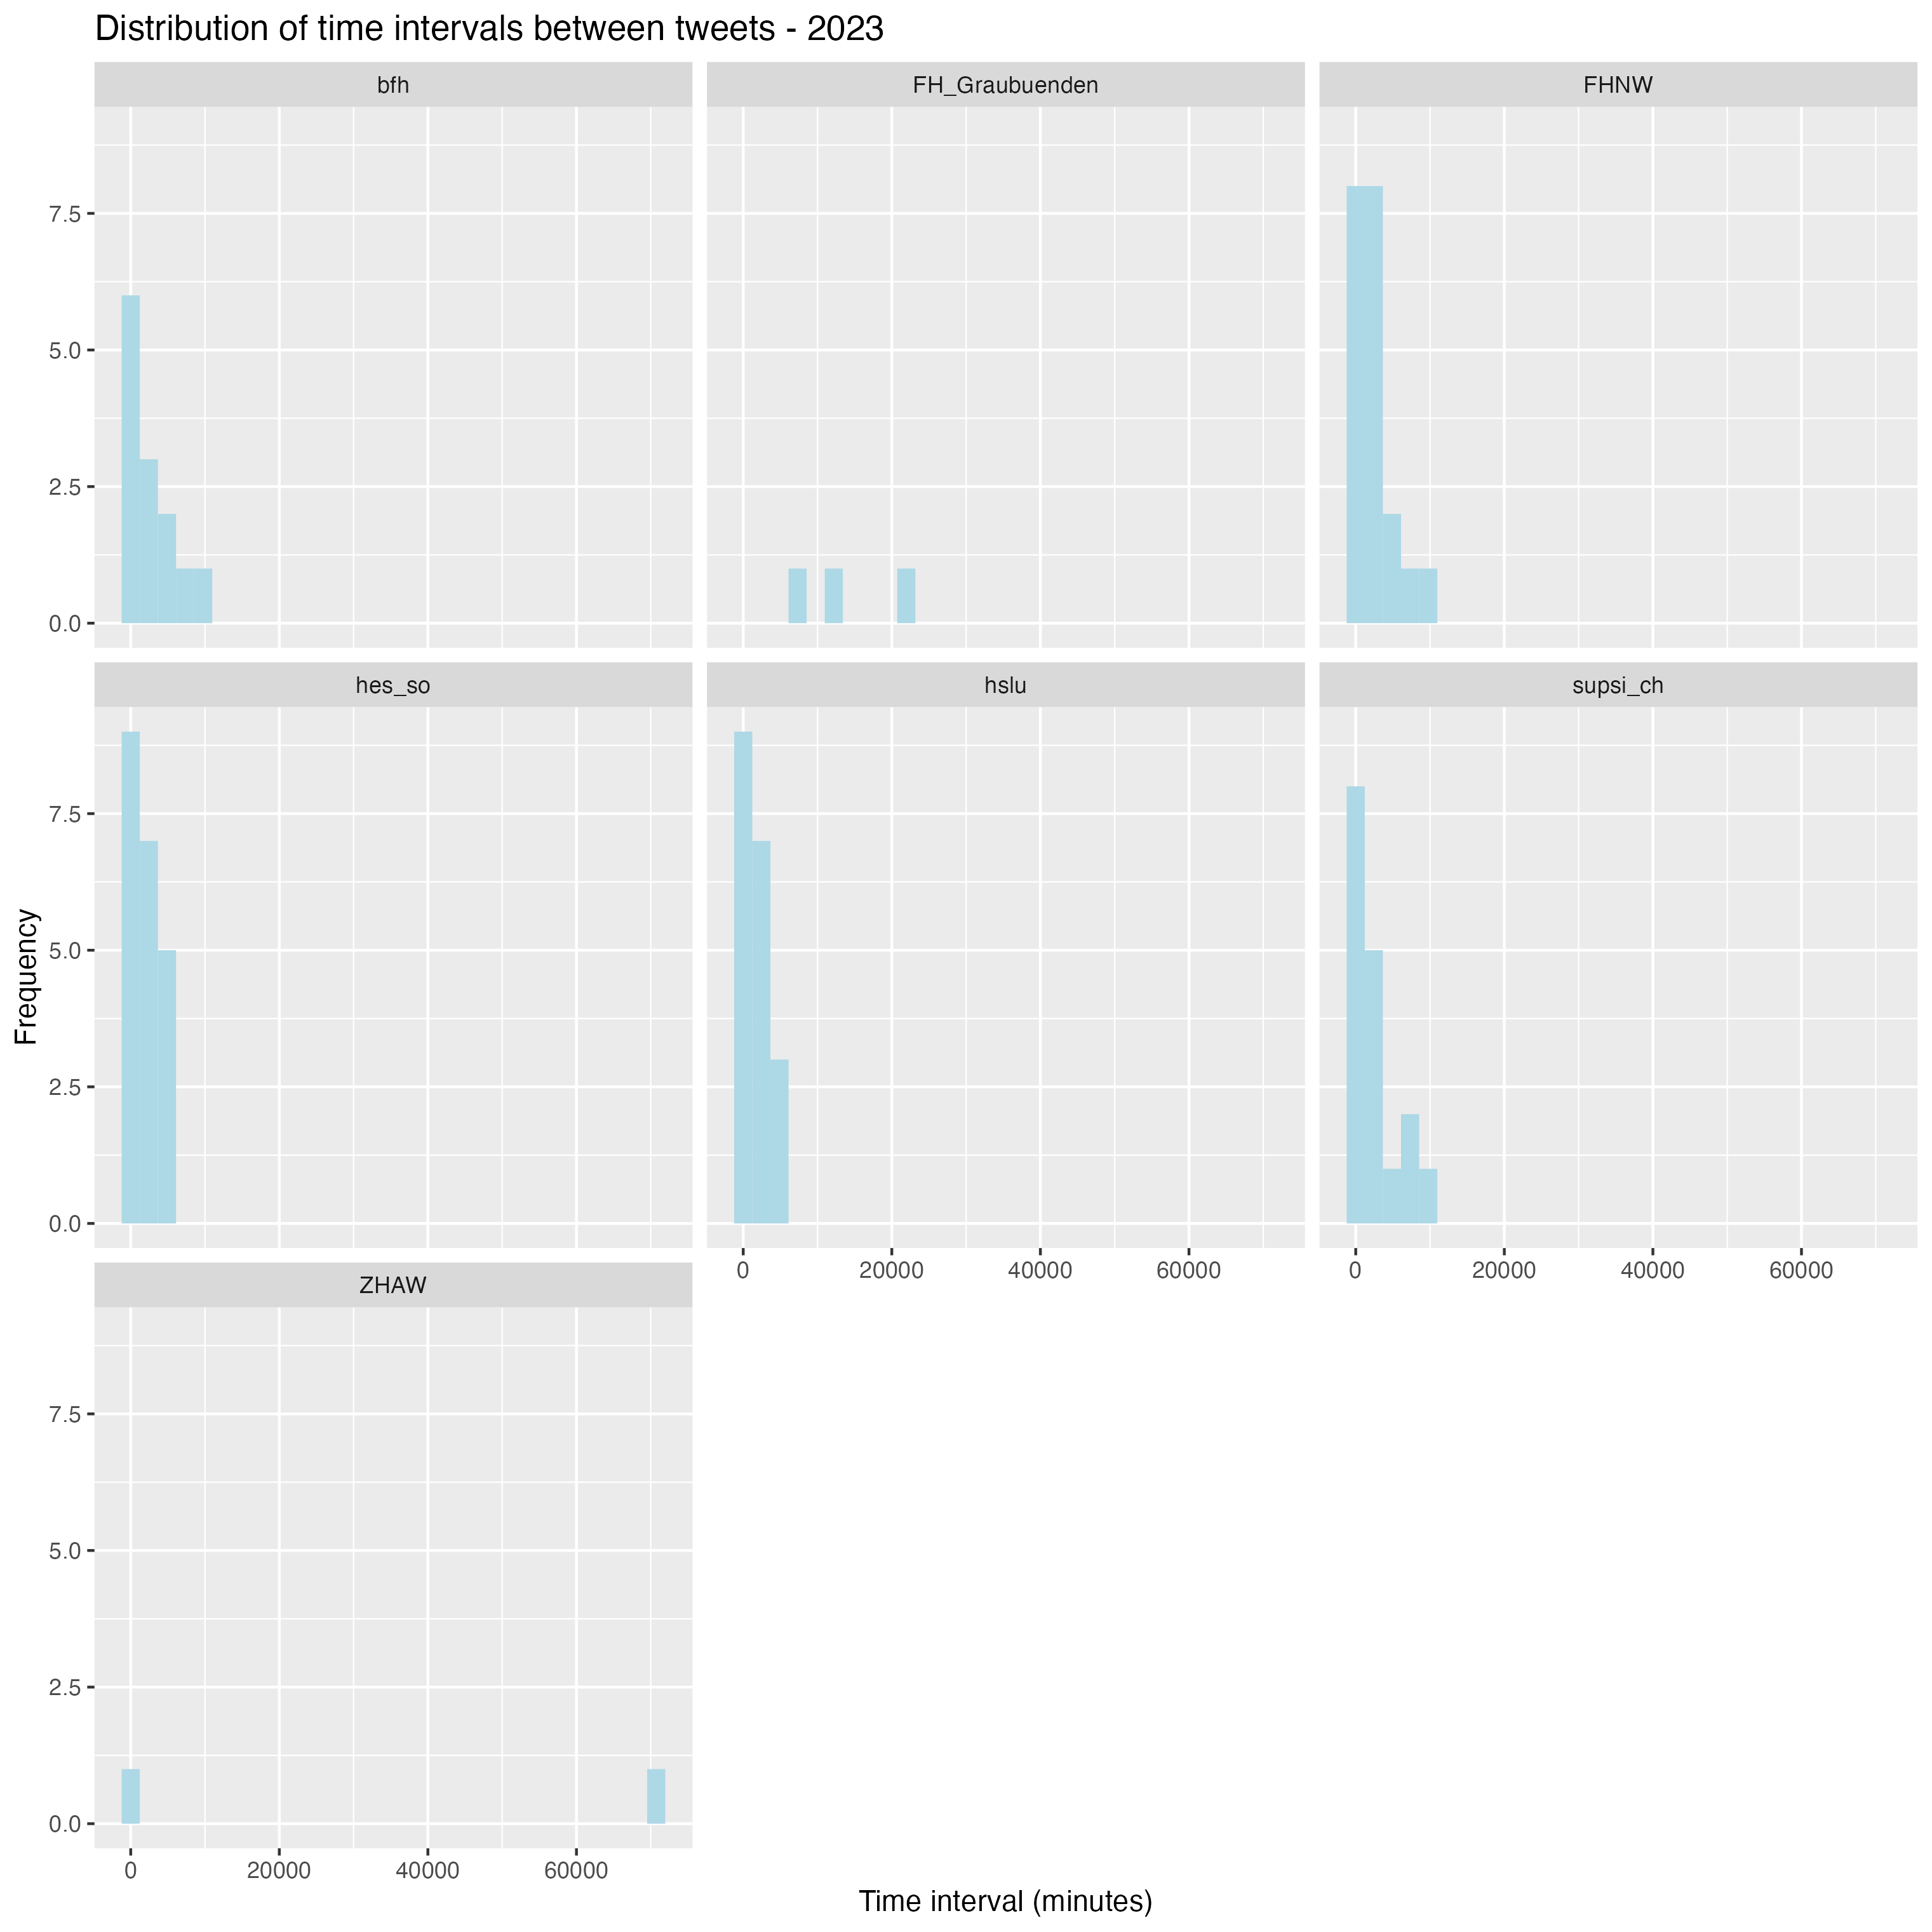 Distribution of time intervals between tweets - 2023
bfh
FH_Graubuenden
FHNW
7.5
5.0
2.5
0.0
hes_so
hslu
supsi_ch
7.5
5.0
2.5
0.0
0 20000 40000 60000
0 20000 40000 60000
ZHAW
7.5
5.0
2.5
0.0
0 20000 40000 60000
Frequency
Time interval (minutes)